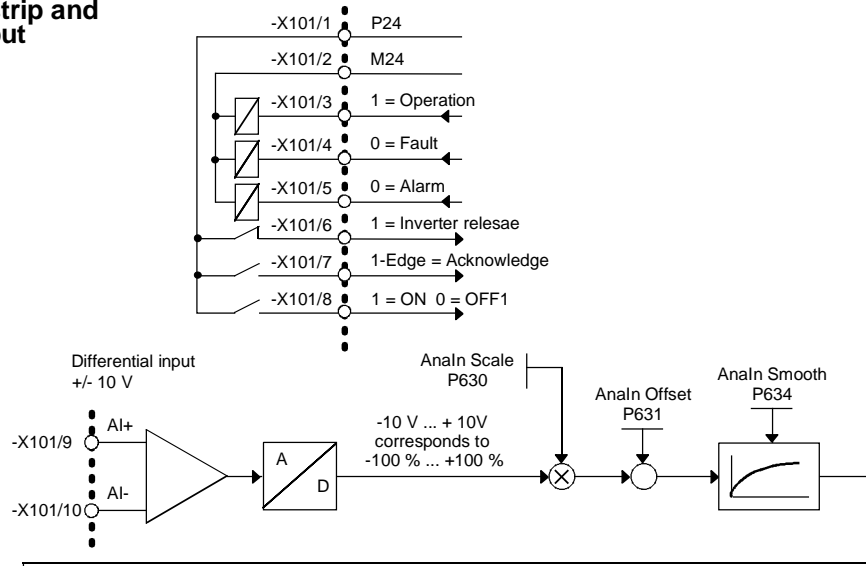 trip and
out
-X101/1 P24
-X101/2 M24
-X101/3 1 = Operation
-X101/4 0 = Fault
-X101/5 0 = Alarm
-X101/6 1 = Inverter relesae
-X101/7 1-Edge = Acknowledge
-X101/8 1 = ON 0 = OFF1
Differential input
+/- 10 V
AnaIn Scale
P630
AnaIn Offset
P631
AnaIn Smooth
P634
-X101/9 AI+
-X101/10 AI-
A
D
-10 V ... + 10V
corresponds to
-100 % ... +100 %